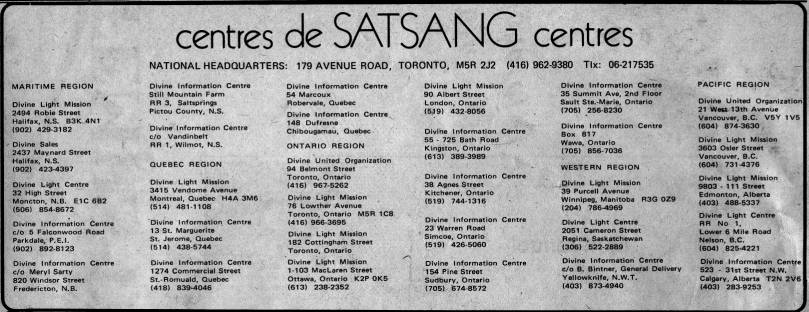 centres de SATSANG centres
NATIONAL HEADQUARTERS: 179 AVENUE ROAD, TORONTO, M5R 2J2 (416) 962-9380 Tlx: 06-217535
MARITIME REGION
Divine Light Mission
2494 Robie Street
Halifax, N.S. B3K 4N1
(902) 429-3182
Divine Sales
2437 Maynard Street
Halifax, N.S.
(902) 423-4397
Divine Light Centre
32 High Street
Moncton, N.B. E1C 6B2
(506) 854-8672
Divine Information Centre
c/o 5 Falconwood Road
Parkdale, P.E.I.
(902) 892-8123
Divine Information Centre
c/o Meryl Sarty
820 Windsor Street
Fredericton, N.B.
Divine Information Centre
Still Mountain Farm
RR 3, Saltsprings
Pictou County, N.S.
Divine Information Centre
c/o Vandinbelt
RR 1, Wilmot, N.S.
QUEBEC REGION
Divine Light Mission
3415 Vendome Avenue
Montreal, Quebec H4A 3M6
(514) 481-1108
Divine Information Centre
13 St. Marguerite
St. Jerome, Quebec
(514) 438-5744
Divine Information Centre
1274 Commercial Street
St.-Romuald, Quebec
(418) 839-4046
Divine Information Centre
54 Marcoux
Robervale, Quebec
Divine Information Centre
148 Dufresne
Chibougamau, Quebec
ONTARIO REGION
Divine United Organization
94 Belmont Street
Toronto, Ontario
(416) 967-5262
Divine Light Mission
76 Lowther Avenue
Toronto, Ontario M5R 1C8
(416) 966-3695
Divine Light Mission
182 Cottingham Street
Toronto, Ontario
Divine Light Mission
1-103 MacLaren Street
Ottawa, Ontario K2P 0K5
(613) 238-2352
Divine Light Mission
90 Albert Street
London, Ontario
(519) 432-8056
Divine Information Centre
55 - 725 Bath Road
Kingston, Ontario
(613) 389-3989
Divine Information Centre
38 Agnes Street
Kitchener, Ontario
(519) 744-1316
Divine Information Centre
23 Warren Road
Simcoe, Ontario
(519) 426-5060
Divine Information Centre
154 Pine Street
Sudbury, Ontario
(705) 674-8572
Divine Information Centre
35 Summit Ave, 2nd Floor
Sault Ste.-Marie, Ontario
(705) 256-8230
Divine Information Centre
Box 817
Wawa, Ontario
(705) 856-7036
WESTERN REGION
Divine Light Mission
39 Purcell Avenue
Winnipeg, Manitoba R3G 0Z9
(204) 786-4969
Divine Light Centre
2051 Cameron Street
Regina, Saskatchewan
(306) 522-2889
Divine Information Centre
c/o B. Bintner, General Delivery
Yellowknife, N.W.T.
(403) 873-4940
PACIFIC REGION
Divine United Organization
21 West 13th Avenue
Vancouver, B.C. V5Y 1V5
(604) 874-3630
Divine Light Mission
3603 Osler Street
Vancouver, B.C.
(604) 731-4376
Divine Light Mission
9803 - 111 Street
Edmonton, Alberta
(403) 488-5337
Divine Light Centre
RR No 1,
Lower 6 Mile Road
Nelson, B.C.
(604) 825-4221
Divine Information Centre
523 - 31st Street N.W.
Calgary, Alberta T2N 2V6
(403) 283-9253